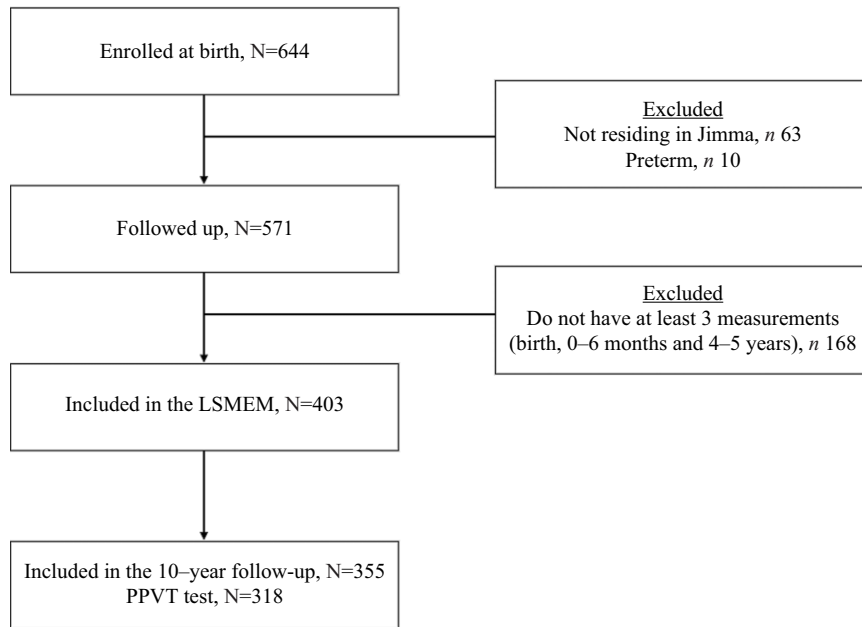 Enrolled at birth, N=644
Excluded
Not residing in Jimma, n 63
Preterm, n 10
Followed up, N=571
Excluded
Do not have at least 3 measurements
(birth, 0–6 months and 4–5 years), n 168
Included in the LSMEM, N=403
Included in the 10–year follow-up, N=355
PPVT test, N=318